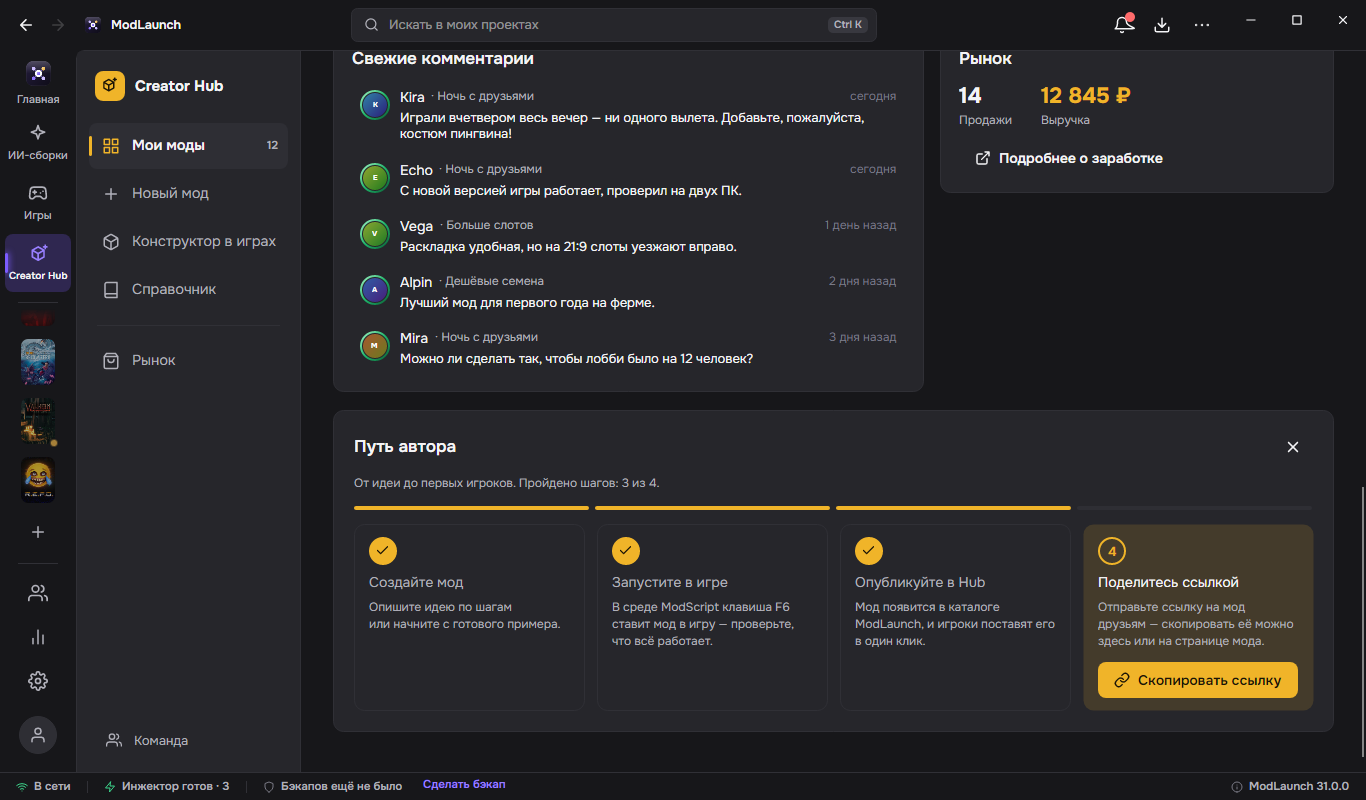 ModLaunch
Искать в моих проектах
Ctrl K
Главная
ИИ-сборки
Игры
Creator Hub
Creator Hub
Мои моды
12
Новый мод
Конструктор в играх
Справочник
Рынок
Команда
Свежие комментарии
K
Kira · Ночь с друзьями
сегодня
Играли вчетвером весь вечер — ни одного вылета. Добавьте, пожалуйста,
костюм пингвина!
E
Echo · Ночь с друзьями
сегодня
С новой версией игры работает, проверил на двух ПК.
V
Vega · Больше слотов
1 день назад
Раскладка удобная, но на 21:9 слоты уезжают вправо.
A
Alpin · Дешёвые семена
2 дня назад
Лучший мод для первого года на ферме.
M
Mira · Ночь с друзьями
3 дня назад
Можно ли сделать так, чтобы лобби было на 12 человек?
Рынок
14
12 845 ₽
Продажи
Выручка
Подробнее о заработке
Путь автора
От идеи до первых игроков. Пройдено шагов: 3 из 4.
Создайте мод
Опишите идею по шагам
или начните с готового примера.
Запустите в игре
В среде ModScript клавиша F6
ставит мод в игру — проверьте,
что всё работает.
Опубликуйте в Hub
Мод появится в каталоге
ModLaunch, и игроки поставят его
в один клик.
4
Поделитесь ссылкой
Отправьте ссылку на мод
друзьям — скопировать её можно
здесь или на странице мода.
Скопировать ссылку
В сети
Инжектор готов · 3
Бэкапов ещё не было
Сделать бэкап
ModLaunch 31.0.0